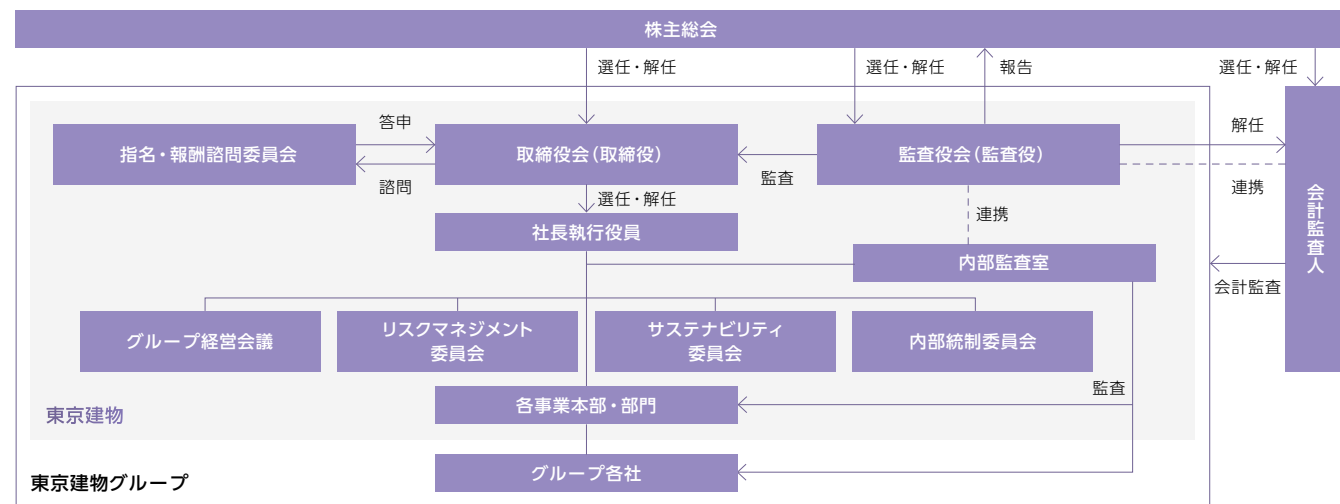 株主総会
選任・解任
選任・解任
報告
選任・解任
指名・報酬諮問委員会
答申
諮問
取締役会(取締役)
監査
監査役会(監査役)
解任
連携
会計監査人
選任・解任
連携
社長執行役員
内部監査室
会計監査
グループ経営会議
リスクマネジメント
委員会
サステナビリティ
委員会
内部統制委員会
監査
各事業本部・部門
東京建物
グループ各社
東京建物グループ